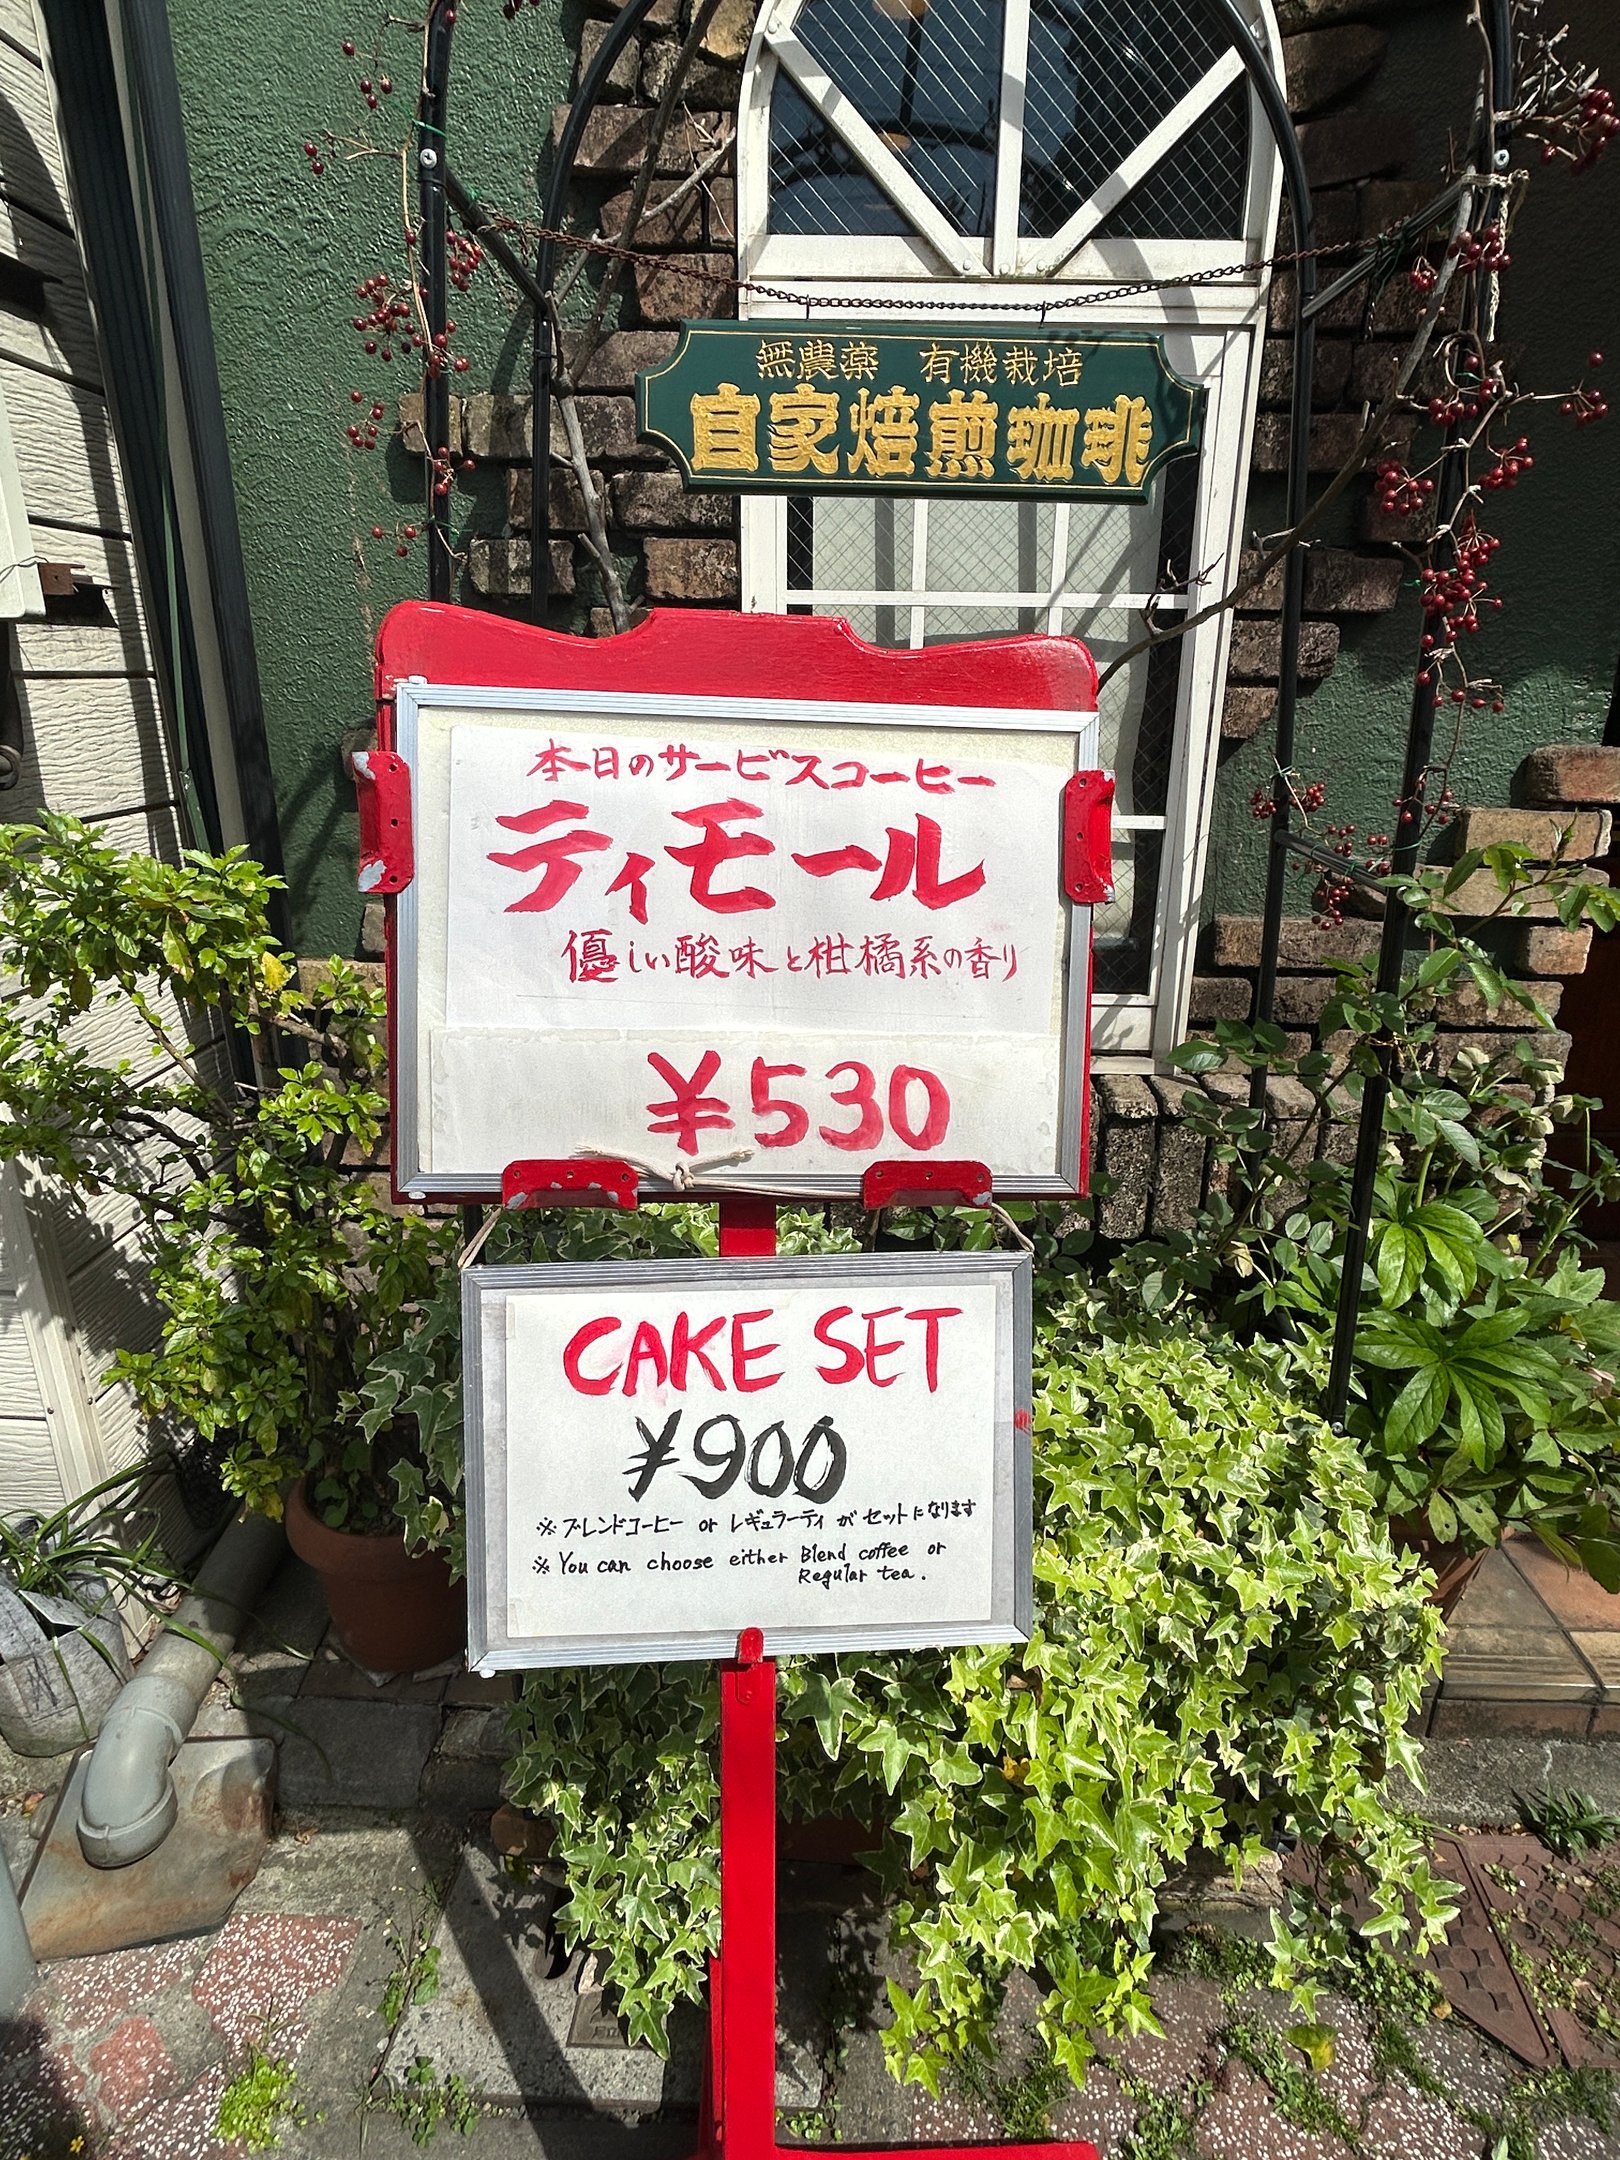 無農薬 有機栽培
自家焙煎珈琲
本日のサービスコーヒー
ティモール
優しい酸味と柑橘系の香り
¥530
CAKE SET
¥900
※ ブレンドコーヒー or レギュラーティ が セットになります
※ You can choose either Blend coffee or
Regular tea.